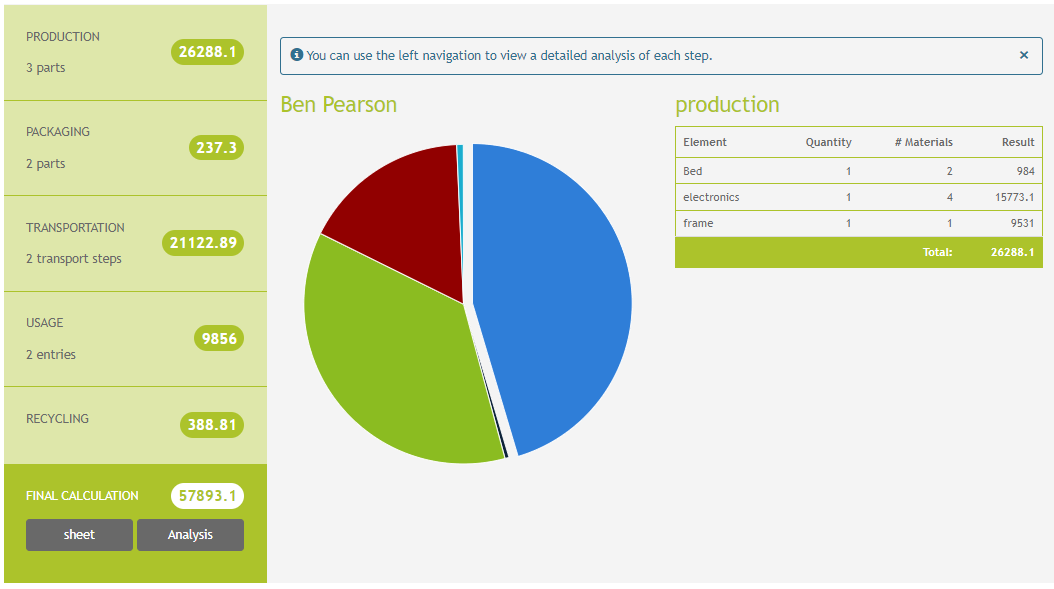 PRODUCTION
26288.1
3 parts
PACKAGING
237.3
2 parts
TRANSPORTATION
21122.89
2 transport steps
USAGE
9856
2 entries
RECYCLING
388.81
FINAL CALCULATION
57893.1
sheet Analysis
You can use the left navigation to view a detailed analysis of each step. ×
Ben Pearson
production
Element Quantity # Materials Result
Bed 1 2 984
electronics 1 4 15773.1
frame 1 1 9531
Total: 26288.1